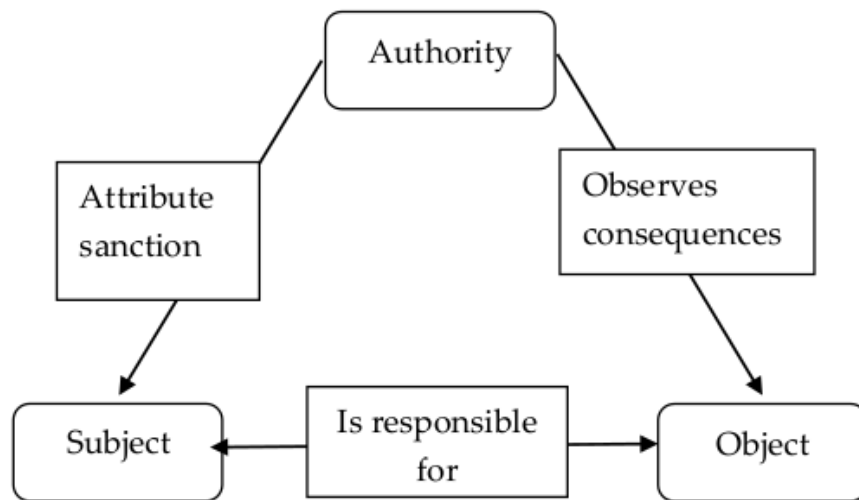 Authority
Attribute
sanction
Observes
consequences
Subject
Is responsible
for
Object